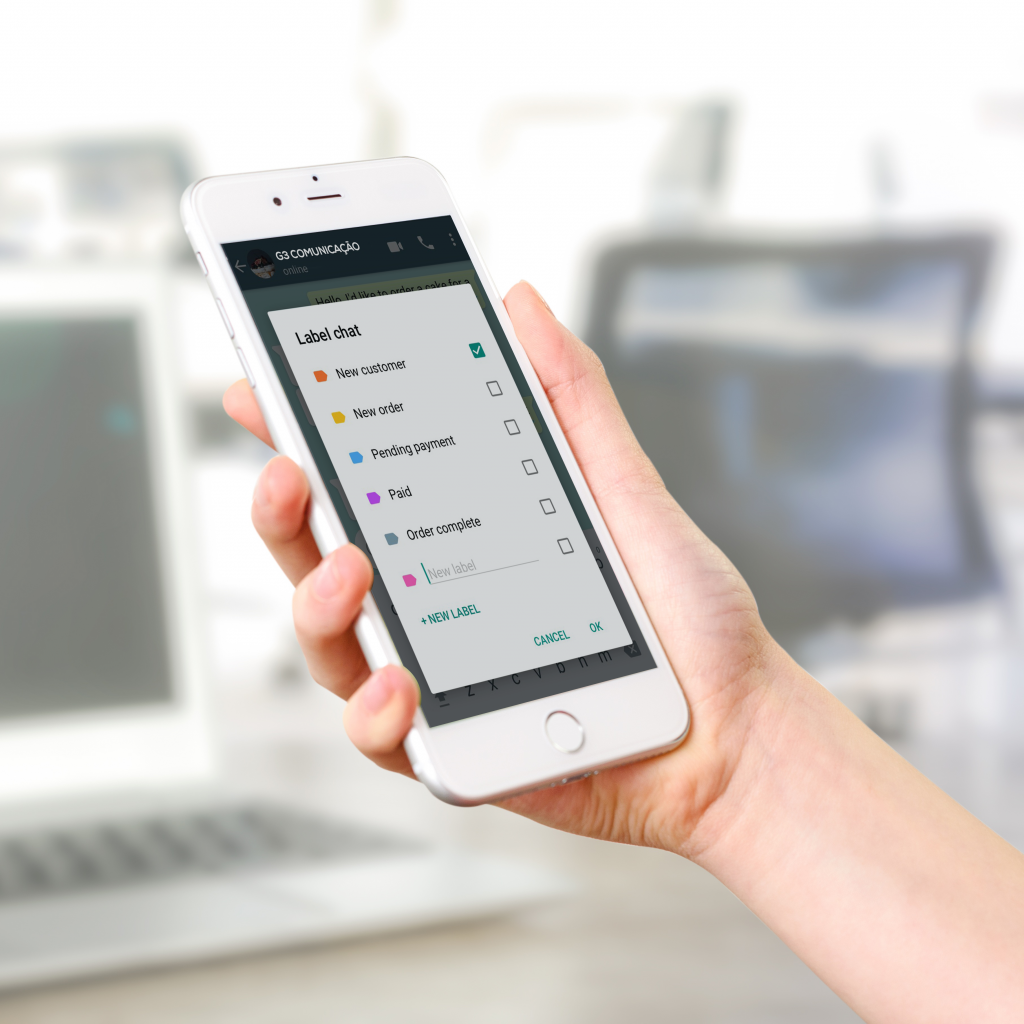 G3 COMUNICAÇÃO
online
Hello, I'd like to order a cake for a
Label chat
New customer
New order
Pending payment
Paid
Order complete
New label
+ NEW LABEL
CANCEL OK
z x c v b n m